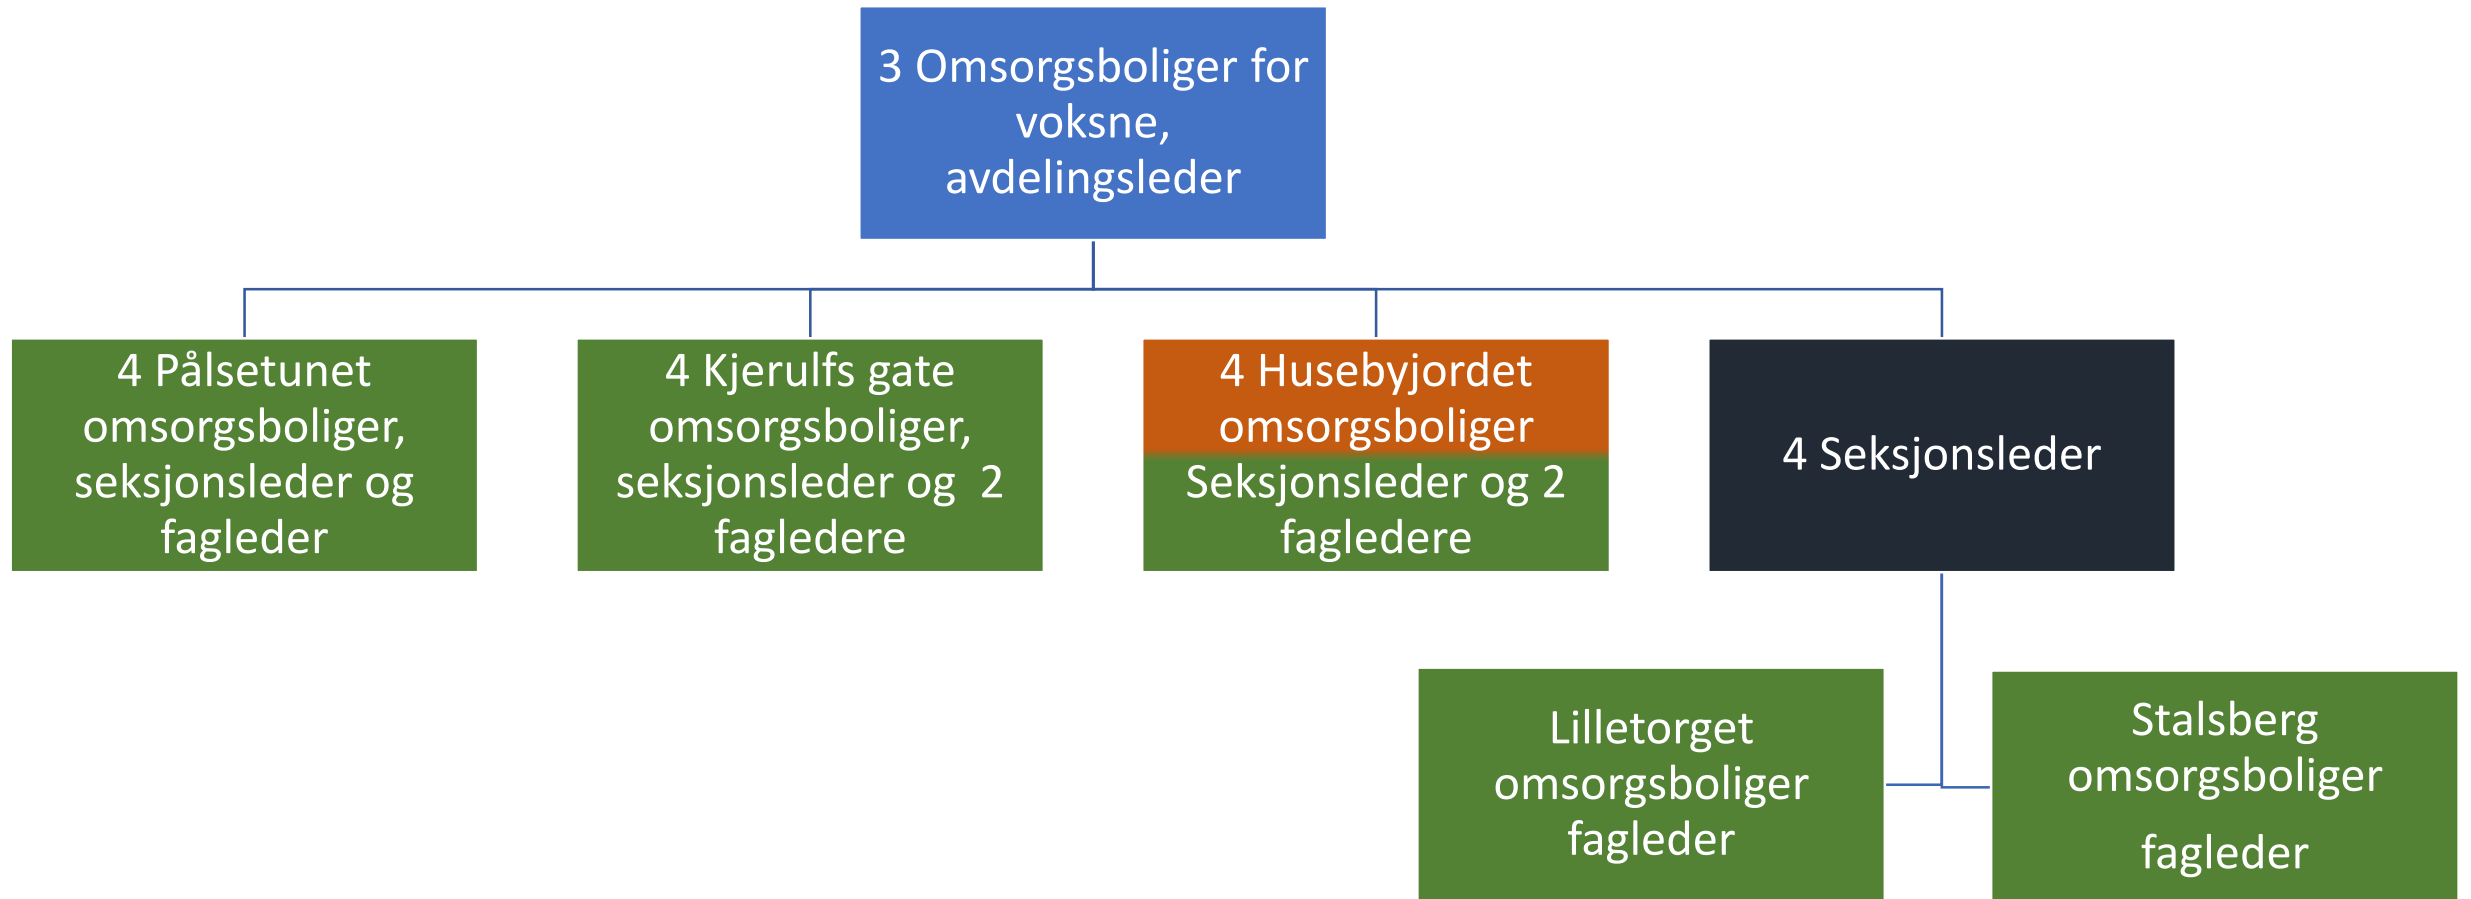 3 Omsorgsboliger for
voksne,
avdelingsleder
4 Pålsetunet
omsorgsboliger,
seksjonsleder og
fagleder
4 Kjerulfs gate
omsorgsboliger,
seksjonsleder og  2
fagledere
4 Husebyjordet
omsorgsboliger
Seksjonsleder og 2
fagledere
4 Seksjonsleder
Lilletorget
omsorgsboliger
fagleder
Stalsberg
omsorgsboliger
fagleder